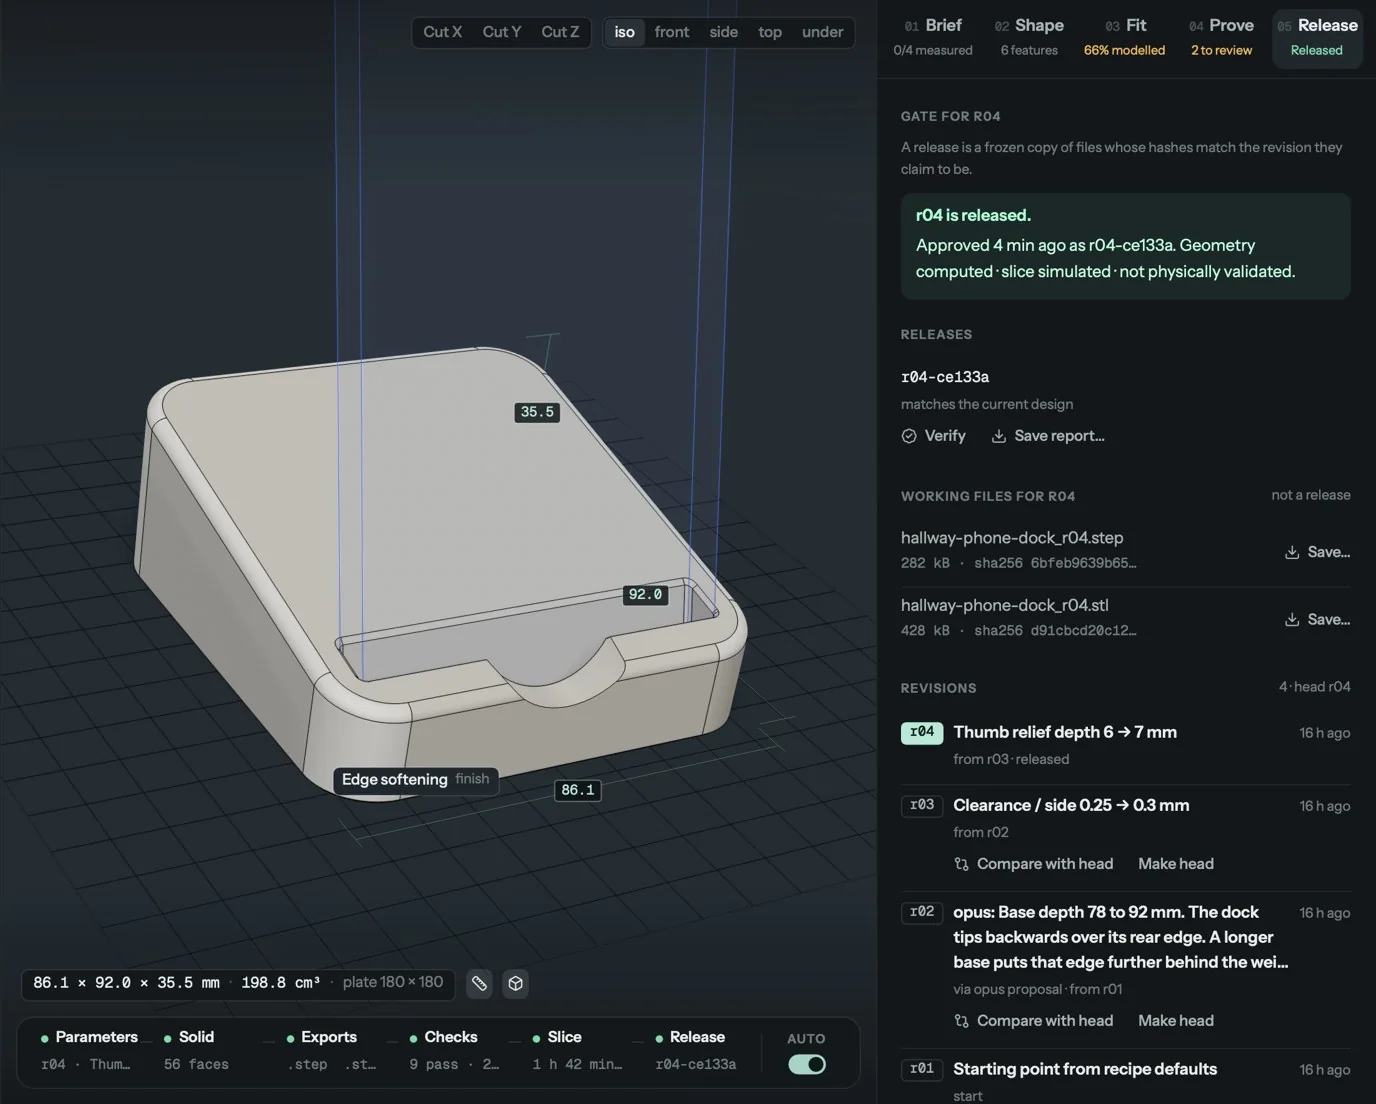 Cut X Cut Y Cut Z
iso front side top under
01 Brief
0/4 measured
02 Shape
6 features
03 Fit
66% modelled
04 Prove
2 to review
05 Release
Released
35.5
92.0
Edge softening finish
86.1
86.1 × 92.0 × 35.5 mm · 198.8 cm³ · plate 180 × 180
Parameters
r04 · Thum…
Solid
56 faces
Exports
.step .st…
Checks
9 pass · 2…
Slice
1 h 42 min…
Release
r04-ce133a
AUTO
GATE FOR R04
A release is a frozen copy of files whose hashes match the revision they
claim to be.
r04 is released.
Approved 4 min ago as r04-ce133a. Geometry
computed · slice simulated · not physically validated.
RELEASES
r04-ce133a
matches the current design
Verify Save report…
WORKING FILES FOR R04 not a release
hallway-phone-dock_r04.step
282 kB · sha256 6bfeb9639b65…
Save…
hallway-phone-dock_r04.stl
428 kB · sha256 d91cbcd20c12…
Save…
REVISIONS 4 · head r04
r04 Thumb relief depth 6 → 7 mm 16 h ago
from r03 · released
r03 Clearance / side 0.25 → 0.3 mm 16 h ago
from r02
Compare with head Make head
r02 opus: Base depth 78 to 92 mm. The dock 16 h ago
tips backwards over its rear edge. A longer
base puts that edge further behind the wei…
via opus proposal · from r01
Compare with head Make head
r01 Starting point from recipe defaults 16 h ago
start